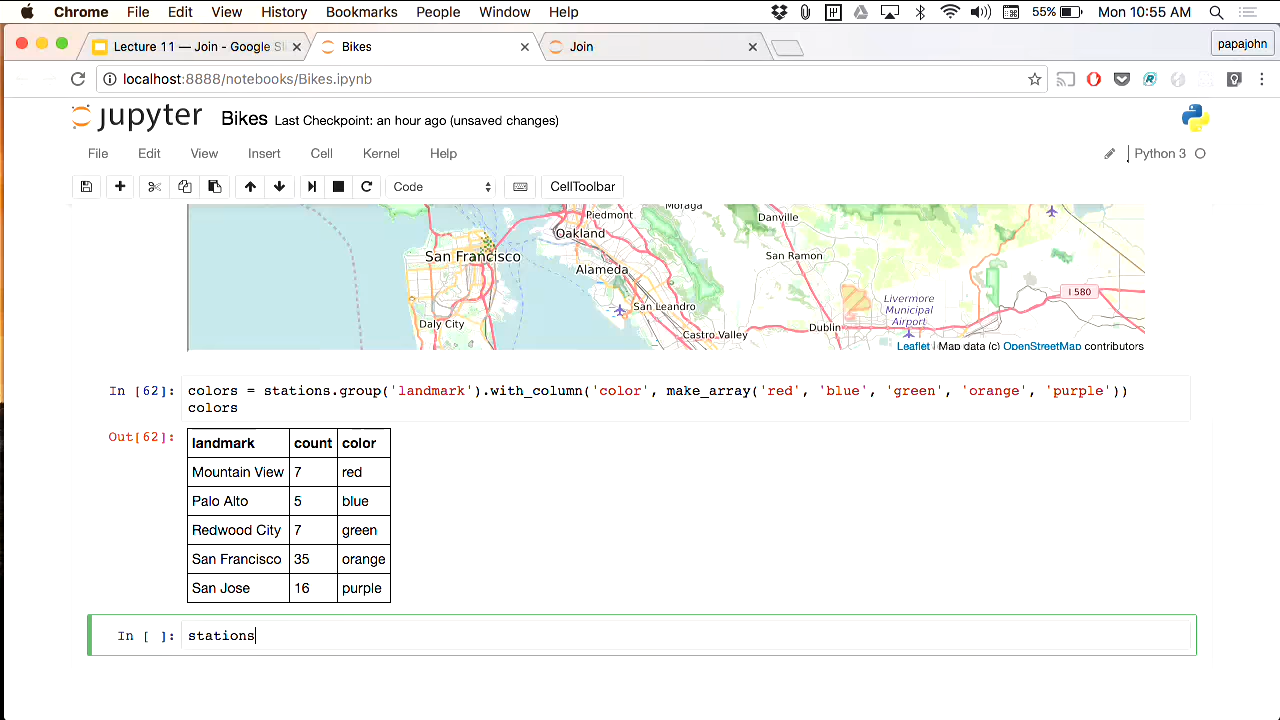 Chrome File Edit View History Bookmarks People Window Help 55% Mon 10:55 AM
Lecture 11 — Join - Google Sl
Bikes
Join
papajohn
localhost:8888/notebooks/Bikes.ipynb
jupyter Bikes Last Checkpoint: an hour ago (unsaved changes)
File Edit View Insert Cell Kernel Help Python 3
Code CellToolbar
Piedmont
Moraga
Danville
Oakland
San Francisco
San Ramon
Alameda
I 580
San Leandro
Livermore
Municipal
Airport
Daly City
Castro Valley
Dublin
Leaflet | Map data (c) OpenStreetMap contributors
In [62]: colors = stations.group('landmark').with_column('color', make_array('red', 'blue', 'green', 'orange', 'purple'))
colors
Out[62]: landmark count color
Mountain View 7 red
Palo Alto 5 blue
Redwood City 7 green
San Francisco 35 orange
San Jose 16 purple
In [ ]: stations